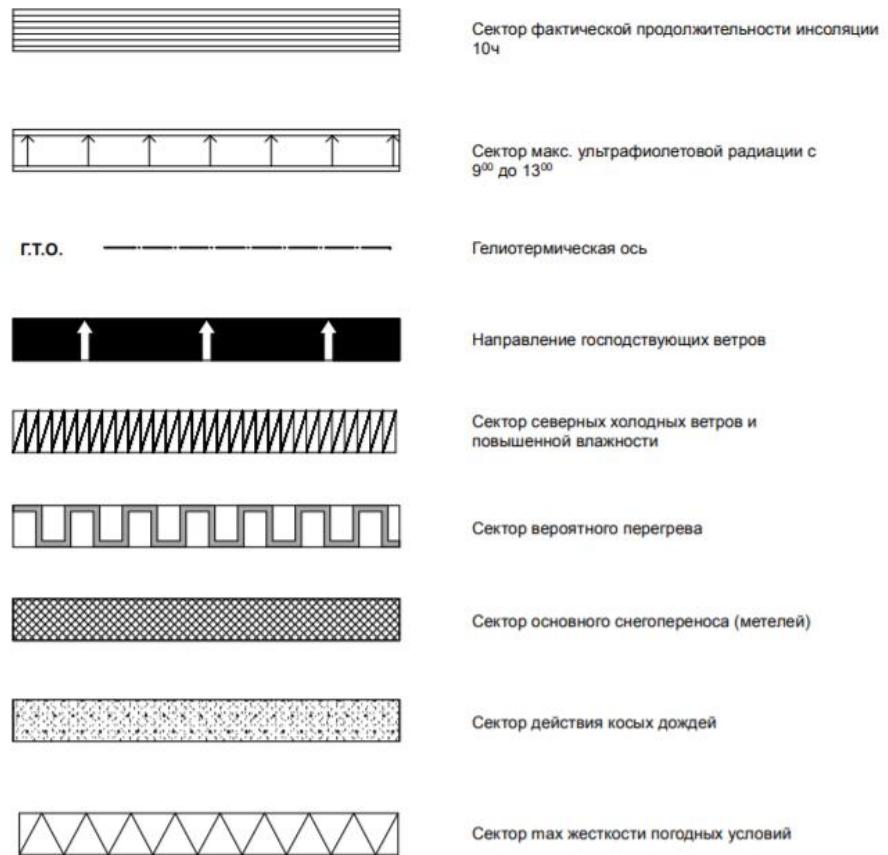 Сектор фактической продолжительности инсоляции
10ч
Сектор макс. ультрафиолетовой радиации с
9⁰⁰ до 13⁰⁰
Г.Т.О.
Гелиотермическая ось
Направление господствующих ветров
Сектор северных холодных ветров и
повышенной влажности
Сектор вероятного перегрева
Сектор основного снегопереноса (метелей)
Сектор действия косых дождей
Сектор max жесткости погодных условий